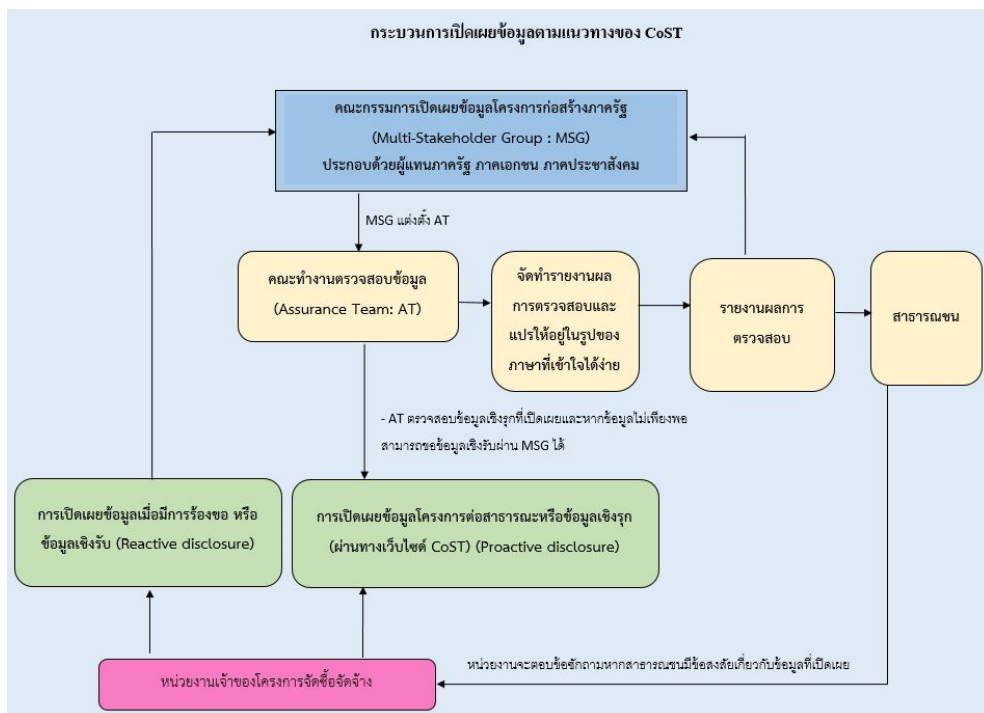 กระบวนการเปิดเผยข้อมูลตามแนวทางของ CoST
คณะกรรมการเปิดเผยข้อมูลโครงการก่อสร้างภาครัฐ
(Multi-Stakeholder Group : MSG)
ประกอบด้วยผู้แทนภาครัฐ ภาคเอกชน ภาคประชาสังคม
MSG แต่งตั้ง AT
คณะทำงานตรวจสอบข้อมูล
(Assurance Team: AT)
จัดทำรายงานผล
การตรวจสอบและ
แปรให้อยู่ในรูปของ
ภาษาที่เข้าใจได้ง่าย
รายงานผลการ
ตรวจสอบ
สาธารณชน
- AT ตรวจสอบข้อมูลเชิงรุกที่เปิดเผยและหากข้อมูลไม่เพียงพอ
สามารถขอข้อมูลเชิงรับผ่าน MSG ได้
การเปิดเผยข้อมูลเมื่อมีการร้องขอ หรือ
ข้อมูลเชิงรับ (Reactive disclosure)
การเปิดเผยข้อมูลโครงการต่อสาธารณะหรือข้อมูลเชิงรุก
(ผ่านทางเว็บไซต์ CoST) (Proactive disclosure)
หน่วยงานเจ้าของโครงการจัดซื้อจัดจ้าง
หน่วยงานจะตอบข้อซักถามหากสาธารณชนมีข้อสงสัยเกี่ยวกับข้อมูลที่เปิดเผย